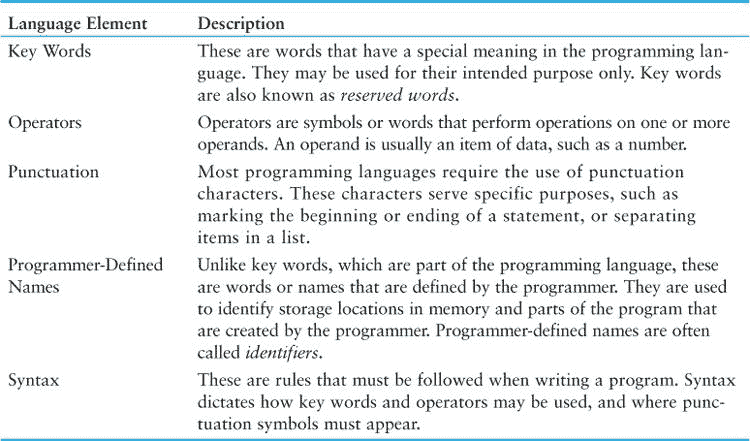 Language Element Description
Key Words These are words that have a special meaning in the programming lan-
guage. They may be used for their intended purpose only. Key words
are also known as reserved words.
Operators Operators are symbols or words that perform operations on one or more
operands. An operand is usually an item of data, such as a number.
Punctuation Most programming languages require the use of punctuation
characters. These characters serve specific purposes, such as
marking the beginning or ending of a statement, or separating
items in a list.
Programmer-Defined Unlike key words, which are part of the programming language, these
Names are words or names that are defined by the programmer. They are used
to identify storage locations in memory and parts of the program that
are created by the programmer. Programmer-defined names are often
called identifiers.
Syntax These are rules that must be followed when writing a program. Syntax
dictates how key words and operators may be used, and where punc-
tuation symbols must appear.